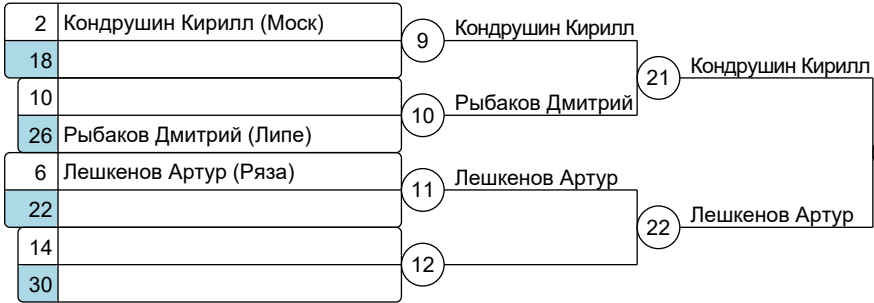 2 Кондрушин Кирилл (Моск)
9 Кондрушин Кирилл
18
21 Кондрушин Кирилл
10
10 Рыбаков Дмитрий
26 Рыбаков Дмитрий (Липе)
6 Лешкенов Артур (Ряза)
11 Лешкенов Артур
22
22 Лешкенов Артур
14
12
30